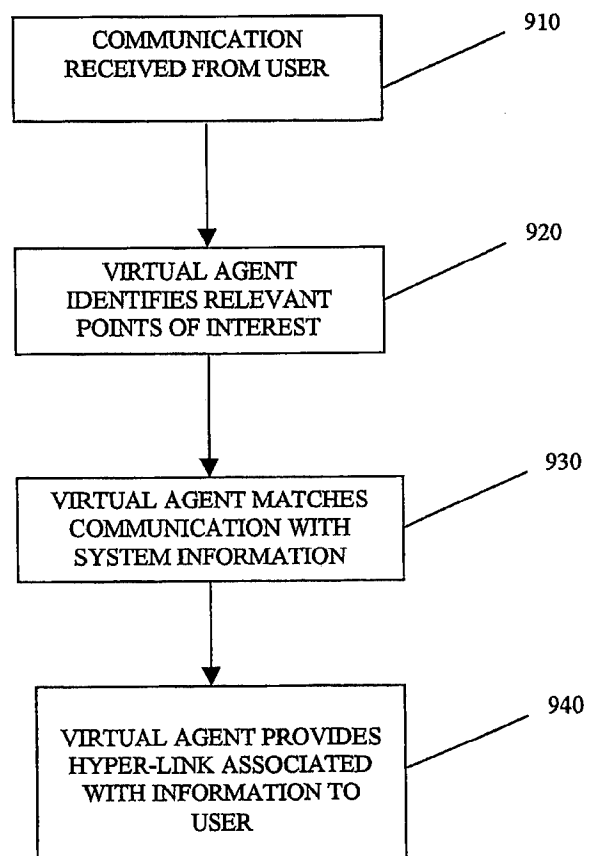 COMMUNICATION
RECEIVED FROM USER
910
VIRTUAL AGENT
IDENTIFIES RELEVANT
POINTS OF INTEREST
920
VIRTUAL AGENT MATCHES
COMMUNICATION WITH
SYSTEM INFORMATION
930
VIRTUAL AGENT PROVIDES
HYPER-LINK ASSOCIATED
WITH INFORMATION TO
USER
940